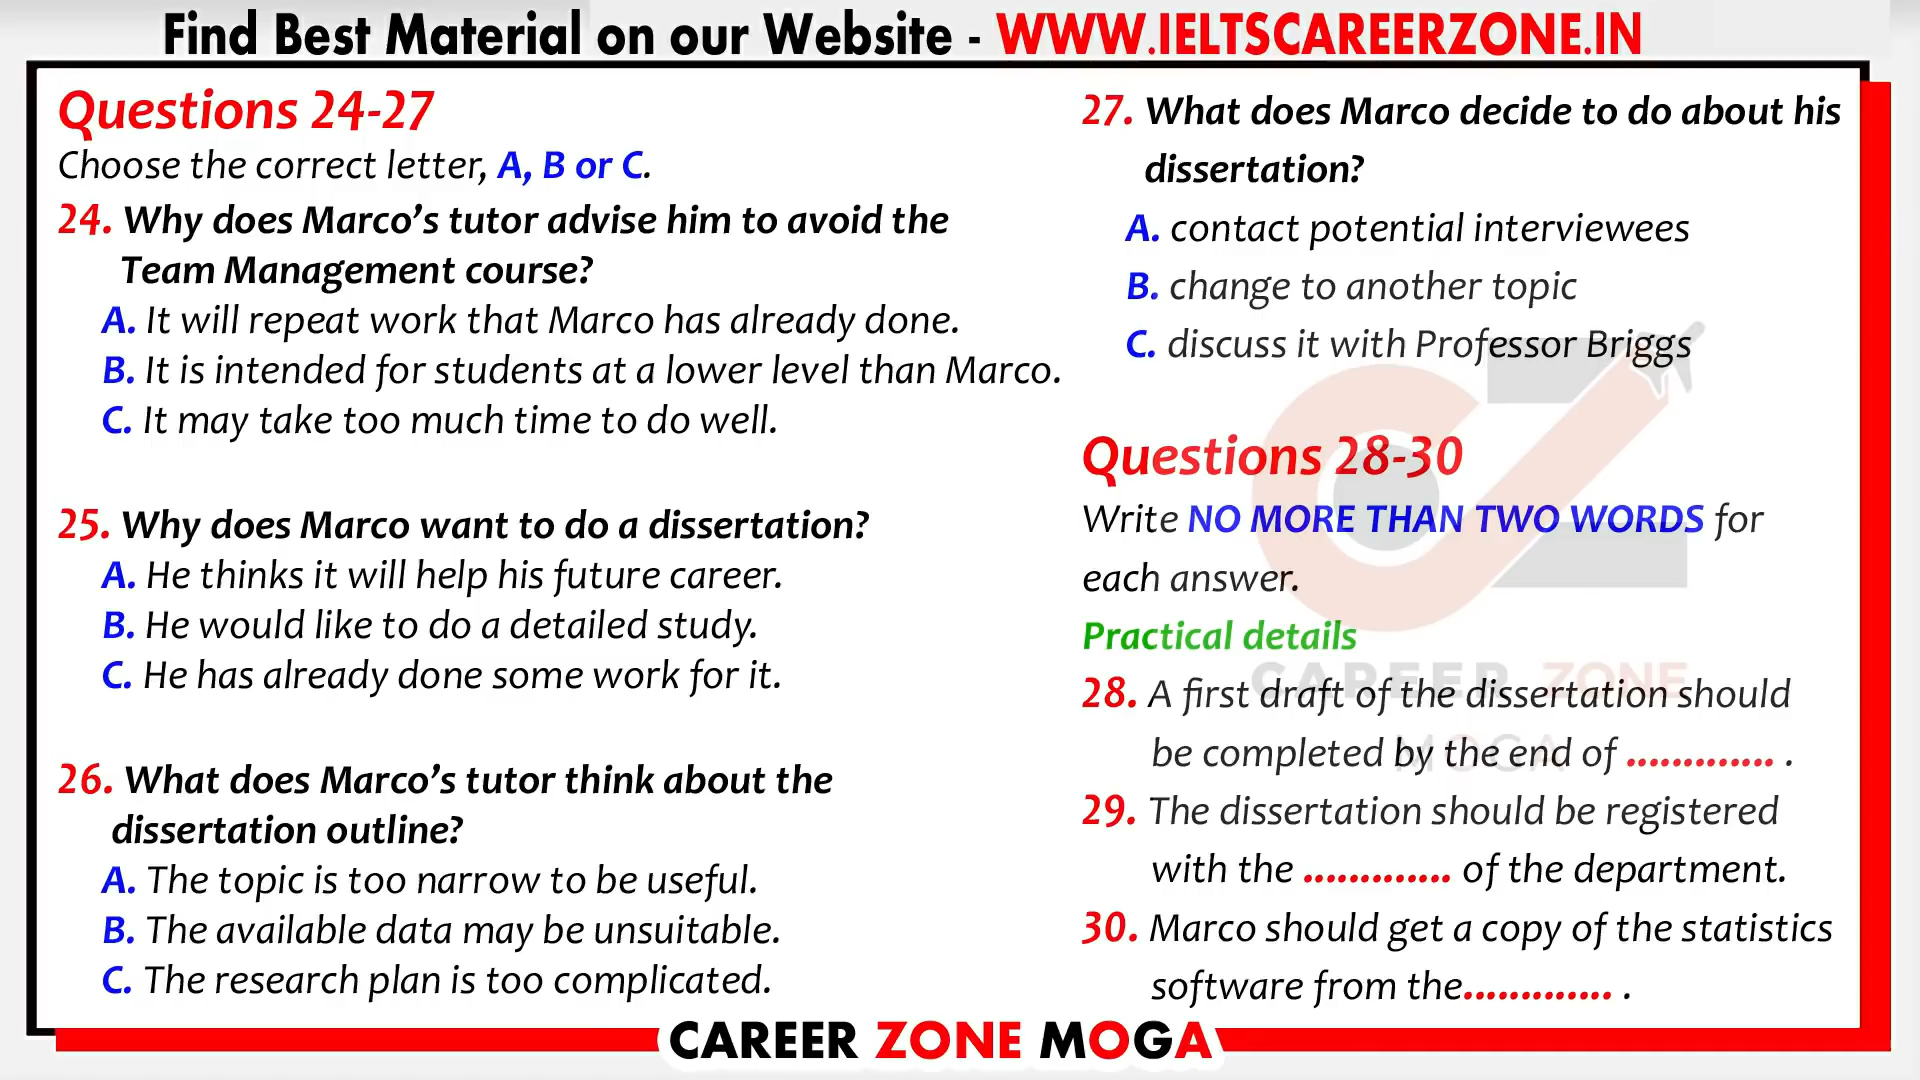 Find Best Material on our Website - WWW.IELTSCAREERZONE.IN
Questions 24-27
Choose the correct letter, A, B or C.
24. Why does Marco's tutor advise him to avoid the
Team Management course?
A. It will repeat work that Marco has already done.
B. It is intended for students at a lower level than Marco.
C. It may take too much time to do well.
25. Why does Marco want to do a dissertation?
A. He thinks it will help his future career.
B. He would like to do a detailed study.
C. He has already done some work for it.
26. What does Marco's tutor think about the
dissertation outline?
A. The topic is too narrow to be useful.
B. The available data may be unsuitable.
C. The research plan is too complicated.
27. What does Marco decide to do about his
dissertation?
A. contact potential interviewees
B. change to another topic
C. discuss it with Professor Briggs
Questions 28-30
Write NO MORE THAN TWO WORDS for
each answer.
Practical details
28. A first draft of the dissertation should
be completed by the end of ............. .
29. The dissertation should be registered
with the ............. of the department.
30. Marco should get a copy of the statistics
software from the............. .
CAREER ZONE
MOGA
CAREER ZONE MOGA